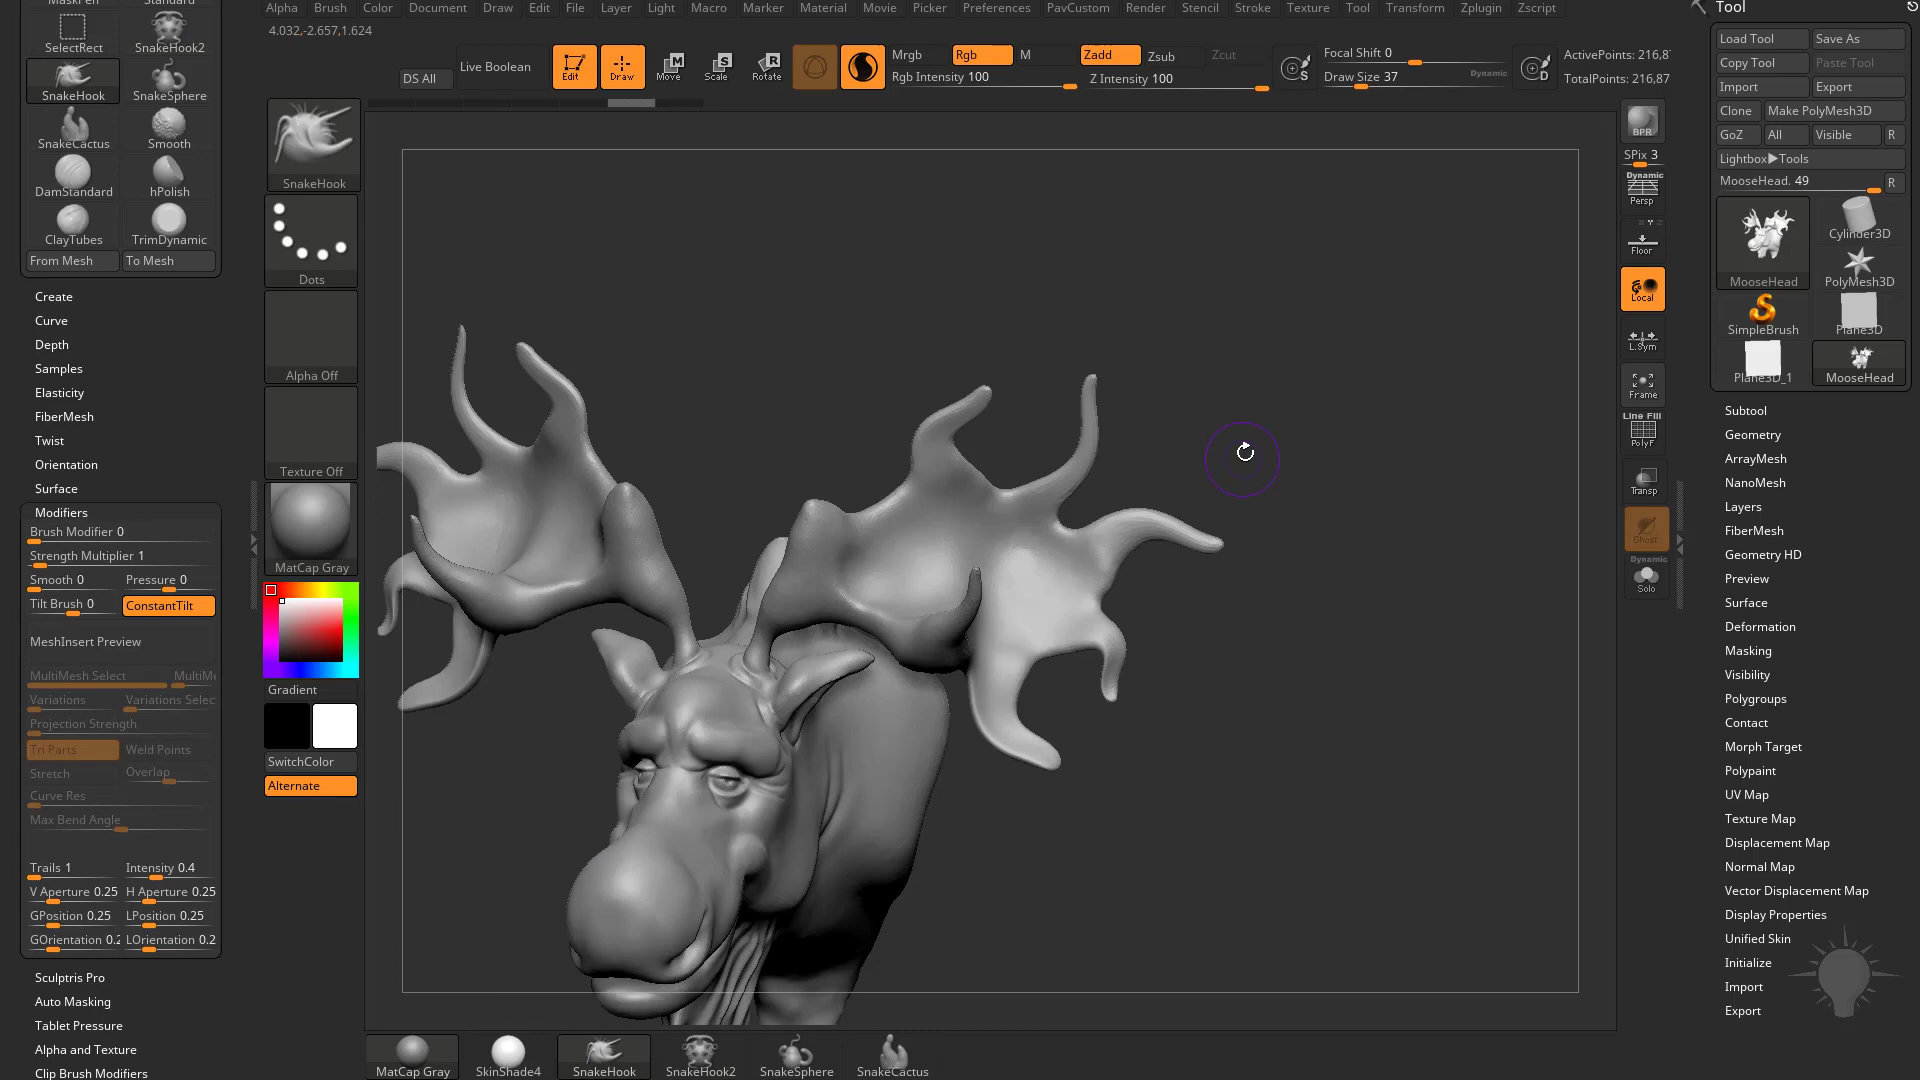 Alpha Brush Color Document Draw Edit File Layer Light Macro Marker Material Movie Picker Preferences PavCustom Render Stencil Stroke Texture Tool Transform Zplugin Zscript
4.032,-2.657,1.624
DS All
Live Boolean
Edit
Draw
Move
Scale
Rotate
Mrgb
Rgb
M
Rgb Intensity 100
Zadd
Zsub
Zcut
Z Intensity 100
S
Focal Shift 0
Draw Size 37
Dynamic
D
ActivePoints: 216,87
TotalPoints: 216,87
SelectRect
SnakeHook2
SnakeHook
SnakeSphere
SnakeCactus
Smooth
DamStandard
hPolish
ClayTubes
TrimDynamic
From Mesh
To Mesh
Create
Curve
Depth
Samples
Elasticity
FiberMesh
Twist
Orientation
Surface
Modifiers
Brush Modifier 0
Strength Multiplier 1
Smooth 0
Pressure 0
Tilt Brush 0
ConstantTilt
MeshInsert Preview
MultiMesh Select
MultiMe
Variations
Variations Selec
Projection Strength
Tri Parts
Weld Points
Stretch
Overlap
Curve Res
Max Bend Angle
Trails 1
Intensity 0.4
V Aperture 0.25
H Aperture 0.25
GPosition 0.25
LPosition 0.25
GOrientation 0.2
LOrientation 0.2
Sculptris Pro
Auto Masking
Tablet Pressure
Alpha and Texture
Clip Brush Modifiers
SnakeHook
Dots
Alpha Off
Texture Off
MatCap Gray
Gradient
SwitchColor
Alternate
BPR
SPix 3
Dynamic
Persp
Floor
Local
L.Sym
Frame
Line Fill
PolyF
Transp
Ghost
Dynamic
Solo
Tool
Load Tool
Save As
Copy Tool
Paste Tool
Import
Export
Clone
Make PolyMesh3D
GoZ
All
Visible
R
Lightbox▶Tools
MooseHead. 49
R
MooseHead
Cylinder3D
PolyMesh3D
SimpleBrush
Plane3D
Plane3D_1
MooseHead
Subtool
Geometry
ArrayMesh
NanoMesh
Layers
FiberMesh
Geometry HD
Preview
Surface
Deformation
Masking
Visibility
Polygroups
Contact
Morph Target
Polypaint
UV Map
Texture Map
Displacement Map
Normal Map
Vector Displacement Map
Display Properties
Unified Skin
Initialize
Import
Export
MatCap Gray
SkinShade4
SnakeHook
SnakeHook2
SnakeSphere
SnakeCactus